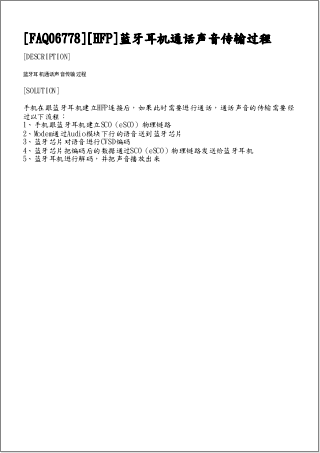 [FAQ06778][HFP]蓝牙耳机通话声音传输过程
[DESCRIPTION]
蓝牙耳机通话声音传输过程
[SOLUTION]
手机在跟蓝牙耳机建立HFP连接后，如果此时需要进行通话，通话声音的传输需要经
过以下流程：
1、手机跟蓝牙耳机建立SCO（eSCO）物理链路
2、Modem通过Audio模块下行的语音送到蓝牙芯片
3、蓝牙芯片对语音进行CVSD编码
4、蓝牙芯片把编码后的数据通过SCO（eSCO）物理链路发送给蓝牙耳机
5、蓝牙耳机进行解码，并把声音播放出来